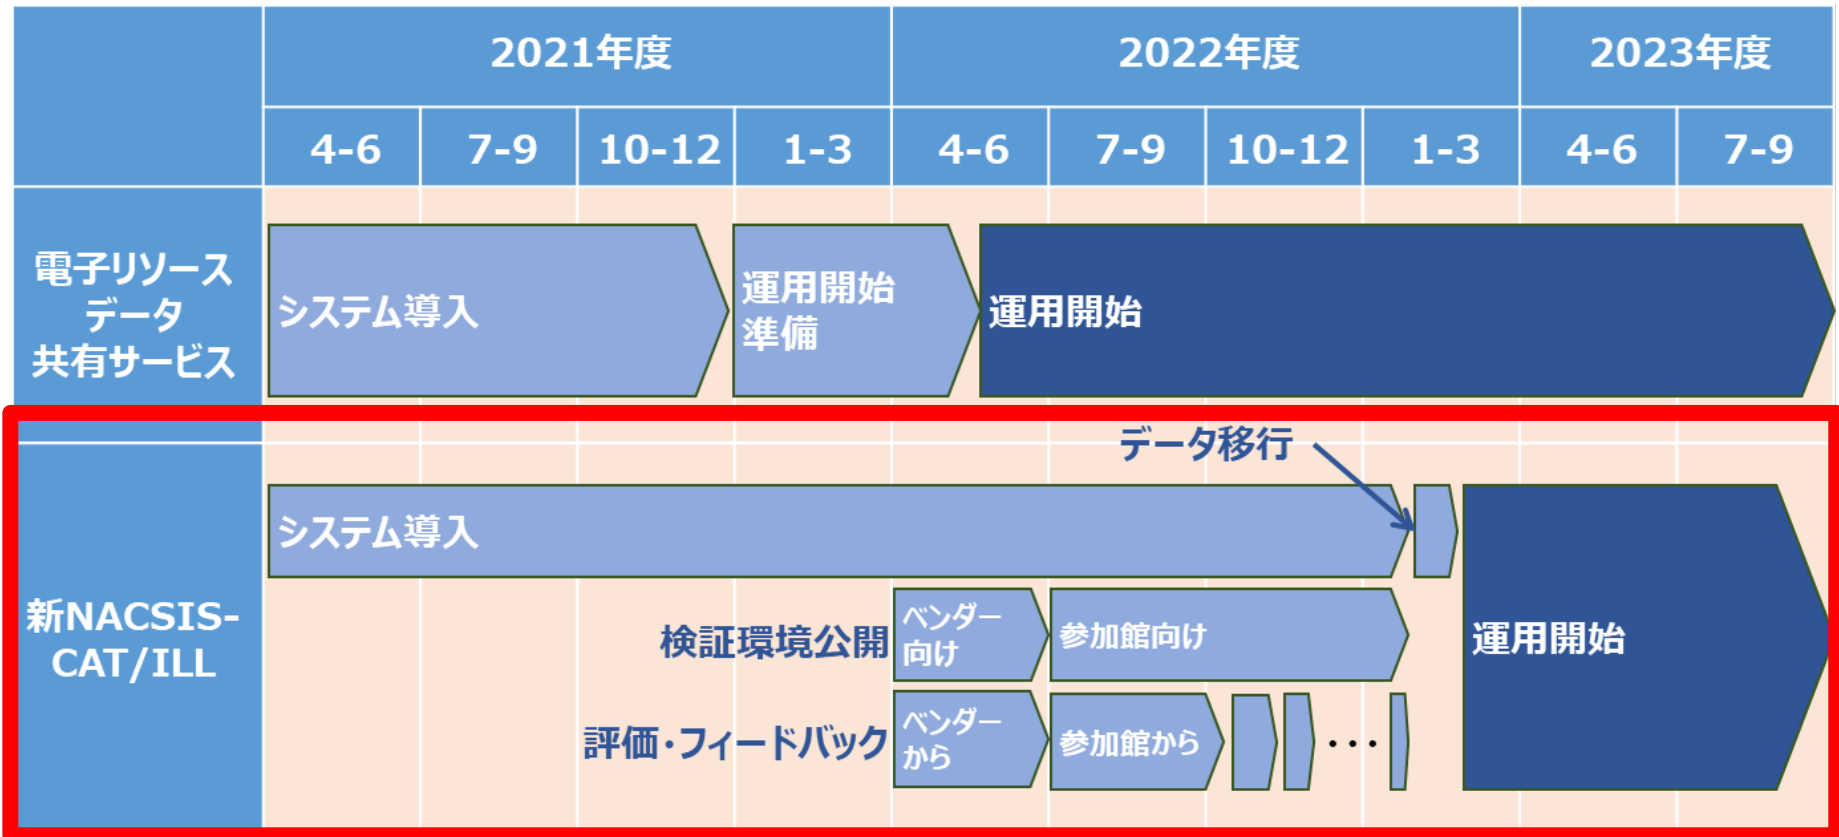 2021年度 2022年度 2023年度
4-6 7-9 10-12 1-3 4-6 7-9 10-12 1-3 4-6 7-9
電子リソース
データ
共有サービス
システム導入
運用開始
準備
運用開始
データ移行
新NACSIS-
CAT/ILL
システム導入
検証環境公開
ベンダー
向け
参加館向け
評価・フィードバック
ベンダー
から
参加館から
・・・
運用開始